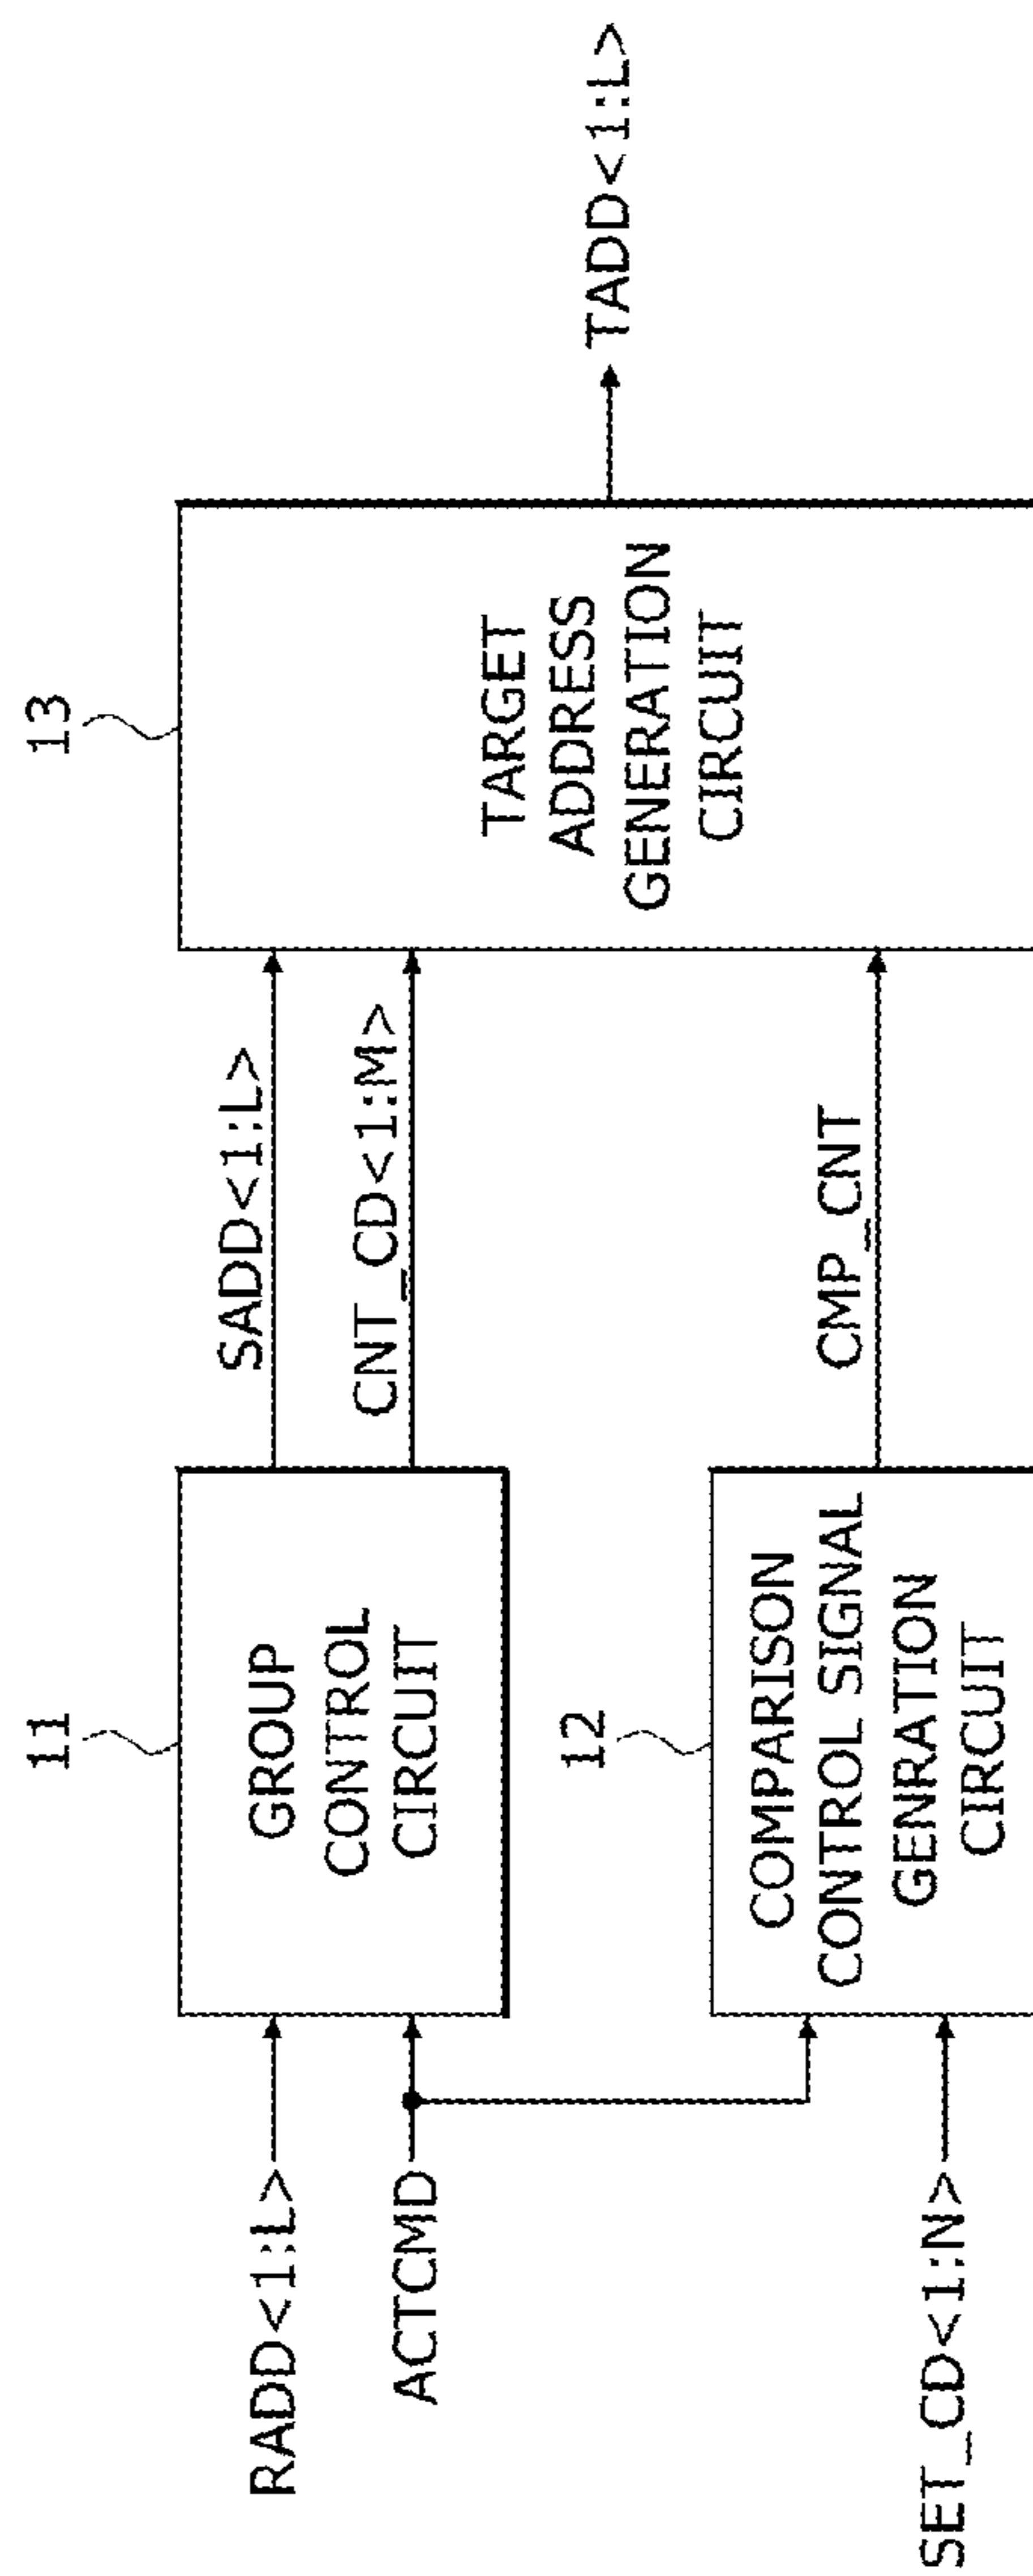 11
RADD<1:L>
ACTCMD
GROUP
CONTROL
CIRCUIT
SADD<1:L>
CNT_CD<1:M>
12
SET_CD<1:N>
COMPARISON
CONTROL SIGNAL
GENRATION
CIRCUIT
CMP_CNT
13
TARGET
ADDRESS
GENERATION
CIRCUIT
TADD<1:L>